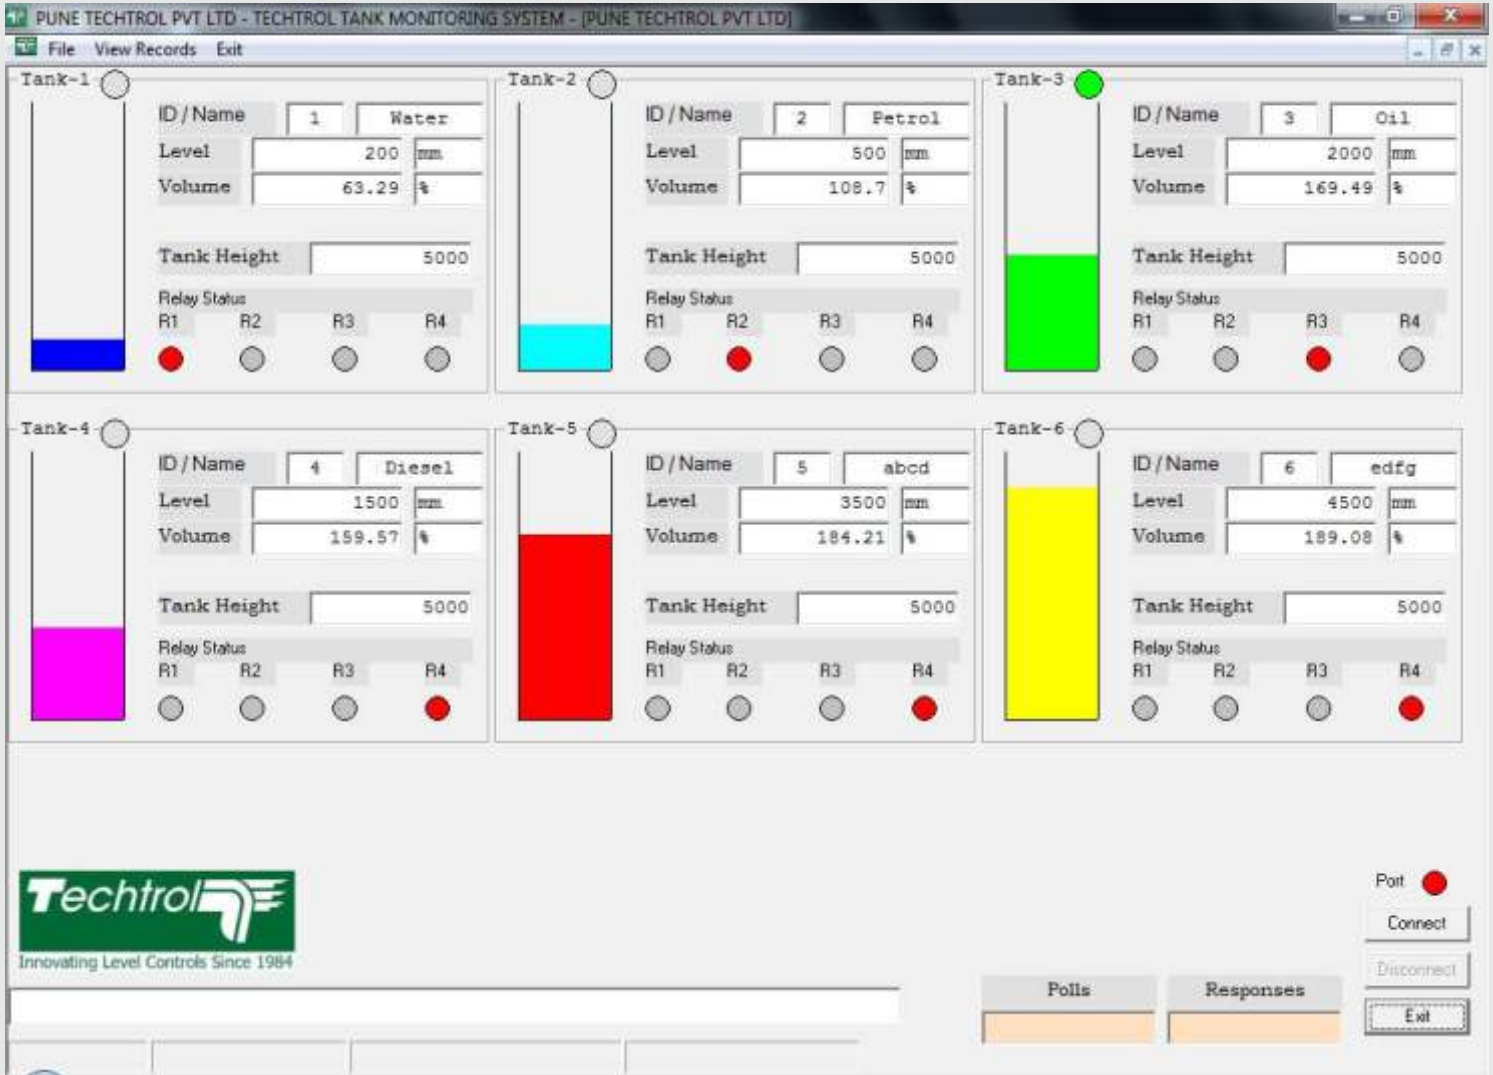 PUNE TECHTROL PVT LTD - TECHTROL TANK MONITORING SYSTEM - [PUNE TECHTROL PVT LTD]
File View Records Exit
Tank-1
ID / Name 1 Water
Level 200 mm
Volume 63.29 %
Tank Height 5000
Relay Status
R1 R2 R3 R4
Tank-2
ID / Name 2 Petrol
Level 500 mm
Volume 108.7 %
Tank Height 5000
Relay Status
R1 R2 R3 R4
Tank-3
ID / Name 3 Oil
Level 2000 mm
Volume 169.49 %
Tank Height 5000
Relay Status
R1 R2 R3 R4
Tank-4
ID / Name 4 Diesel
Level 1500 mm
Volume 159.57 %
Tank Height 5000
Relay Status
R1 R2 R3 R4
Tank-5
ID / Name 5 abcd
Level 3500 mm
Volume 184.21 %
Tank Height 5000
Relay Status
R1 R2 R3 R4
Tank-6
ID / Name 6 edfg
Level 4500 mm
Volume 189.08 %
Tank Height 5000
Relay Status
R1 R2 R3 R4
Techtrol
Innovating Level Controls Since 1984
Port
Connect
Disconnect
Polls Responses
Exit